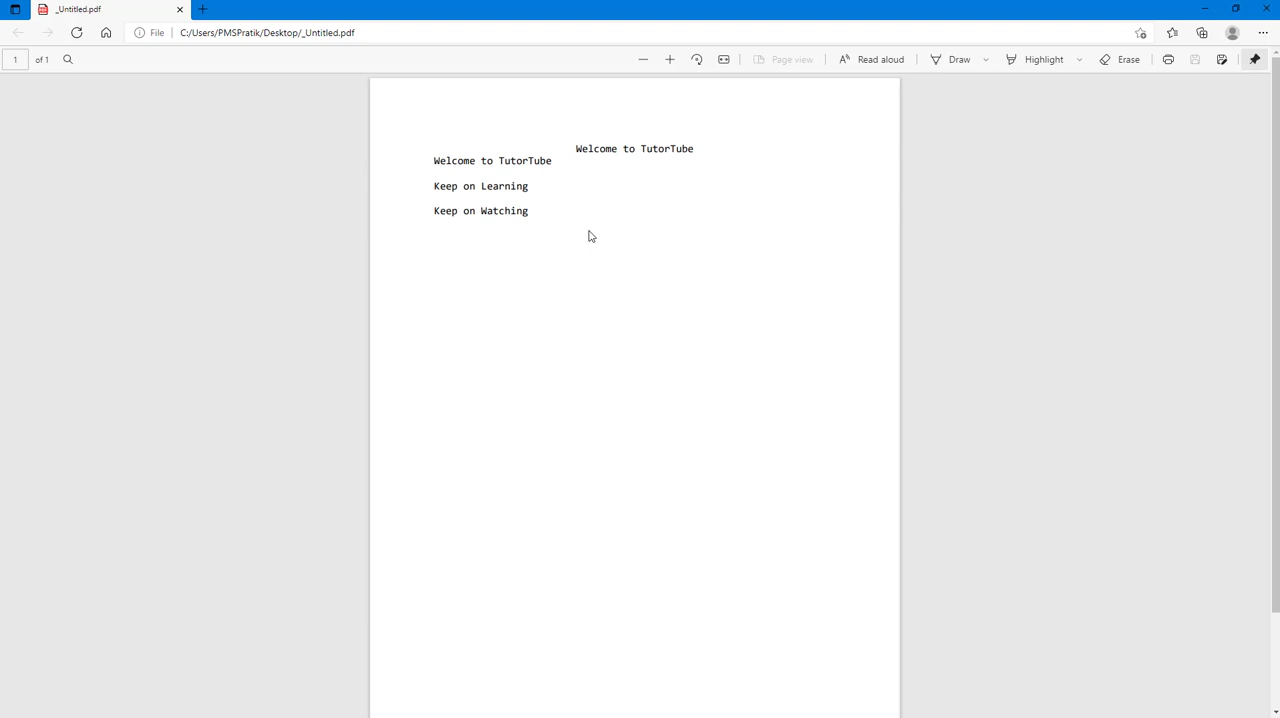 _Untitled.pdf
File C:/Users/PMSPratik/Desktop/_Untitled.pdf
1 of 1 Page view Read aloud Draw Highlight Erase
Welcome to TutorTube
Welcome to TutorTube
Keep on Learning
Keep on Watching